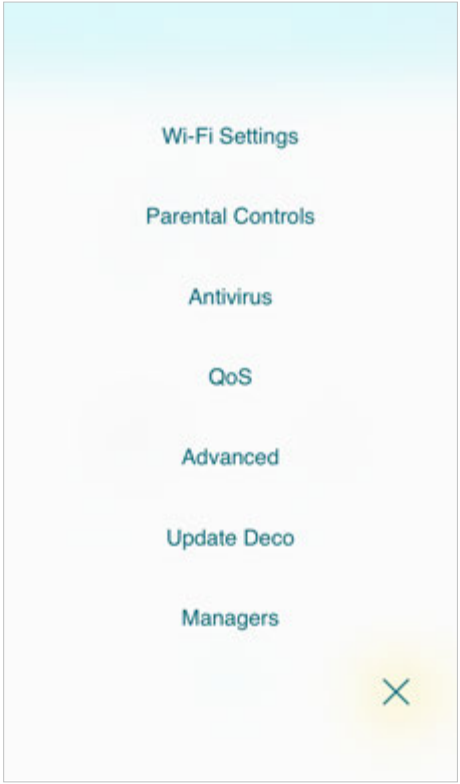 Wi-Fi Settings
Parental Controls
Antivirus
QoS
Advanced
Update Deco
Managers